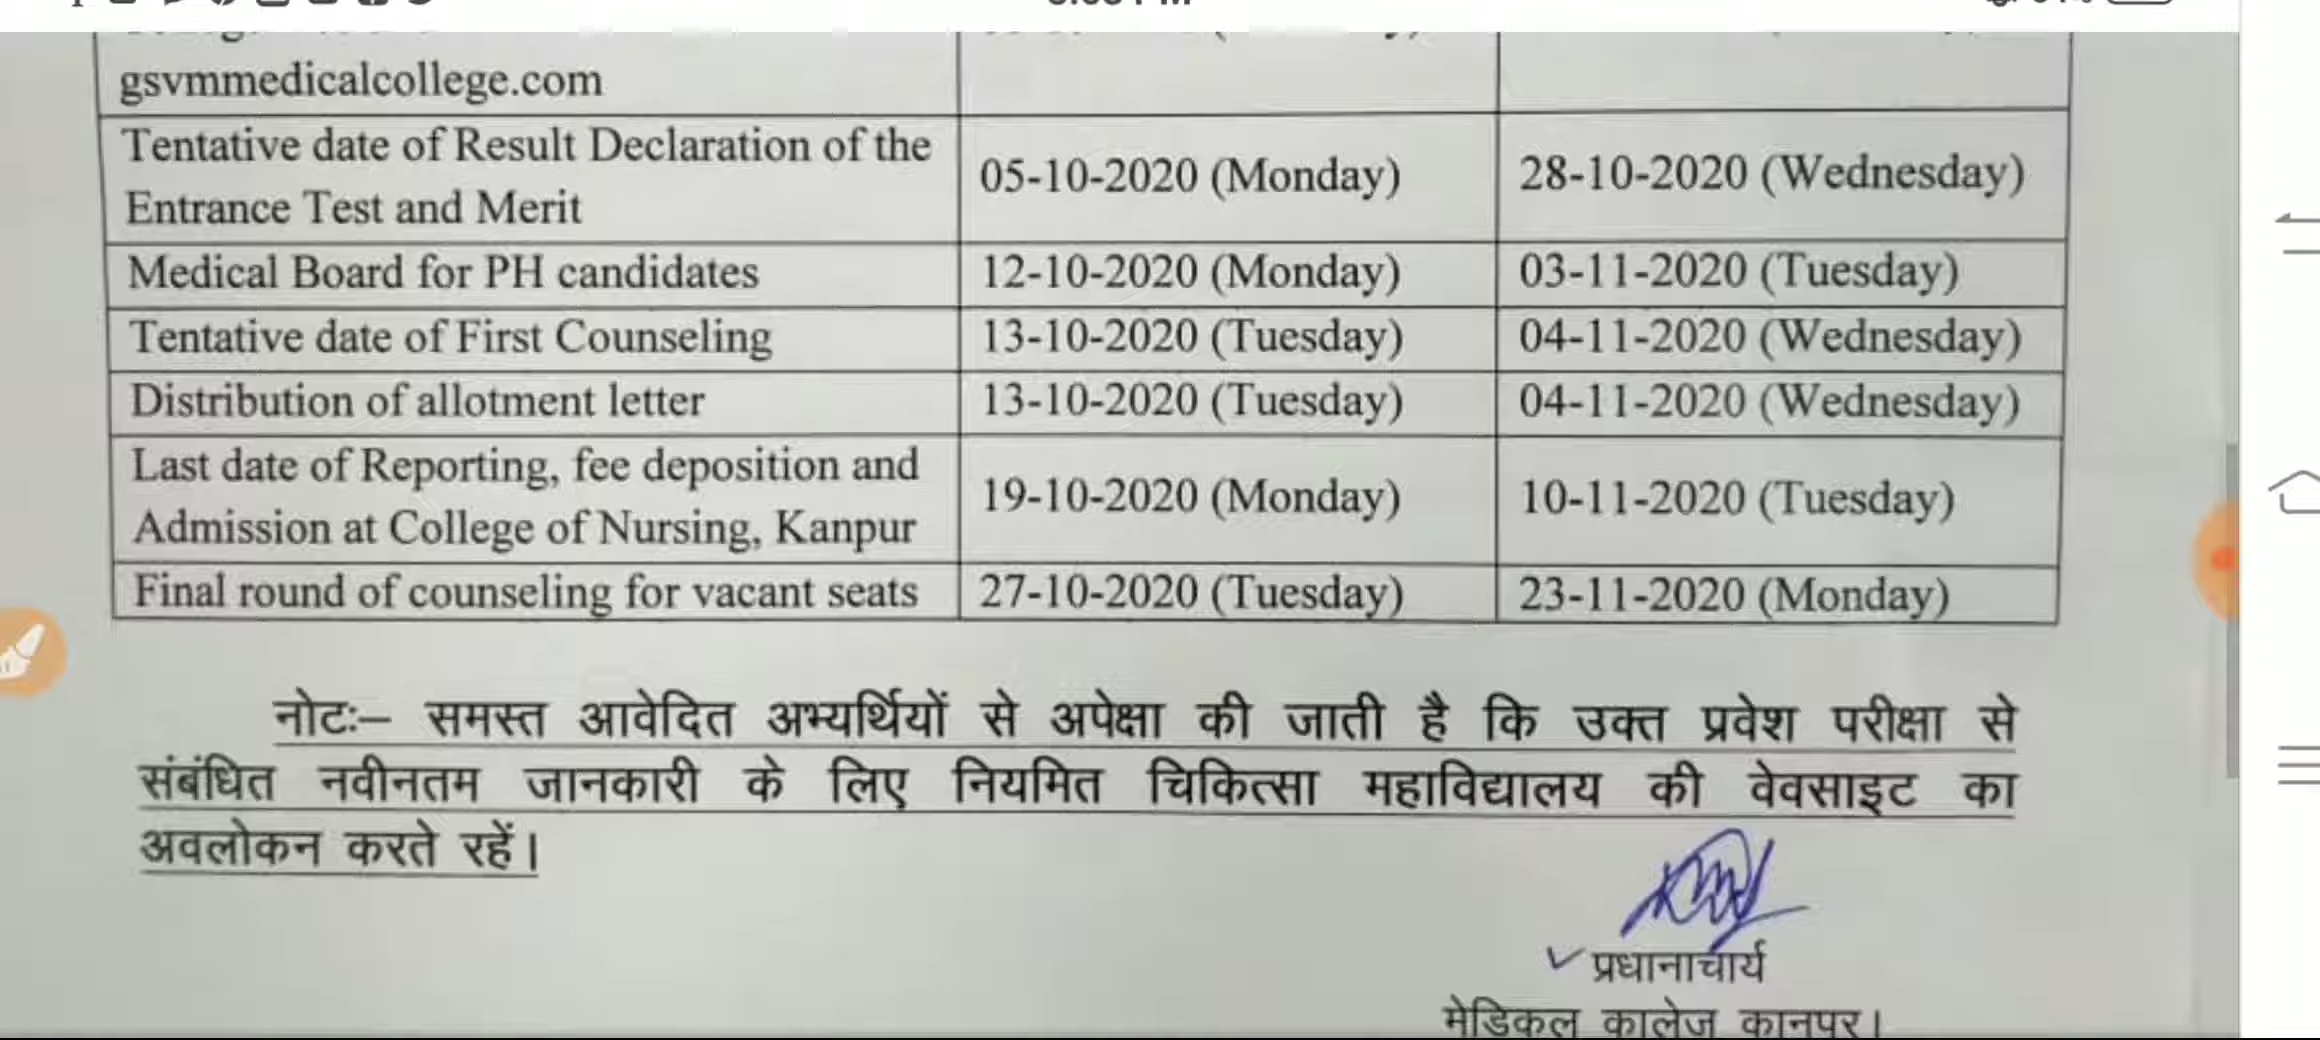 gsvmmedicalcollege.com
Tentative date of Result Declaration of the
Entrance Test and Merit
05-10-2020 (Monday)
28-10-2020 (Wednesday)
Medical Board for PH candidates
12-10-2020 (Monday)
03-11-2020 (Tuesday)
Tentative date of First Counseling
13-10-2020 (Tuesday)
04-11-2020 (Wednesday)
Distribution of allotment letter
13-10-2020 (Tuesday)
04-11-2020 (Wednesday)
Last date of Reporting, fee deposition and
Admission at College of Nursing, Kanpur
19-10-2020 (Monday)
10-11-2020 (Tuesday)
Final round of counseling for vacant seats
27-10-2020 (Tuesday)
23-11-2020 (Monday)
नोटः– समस्त आवेदित अभ्यर्थियों से अपेक्षा की जाती है कि उक्त प्रवेश परीक्षा से
संबंधित नवीनतम जानकारी के लिए नियमित चिकित्सा महाविद्यालय की वेवसाइट का
अवलोकन करते रहें।
प्रधानाचार्य
मेडिकल कालेज कानपुर।